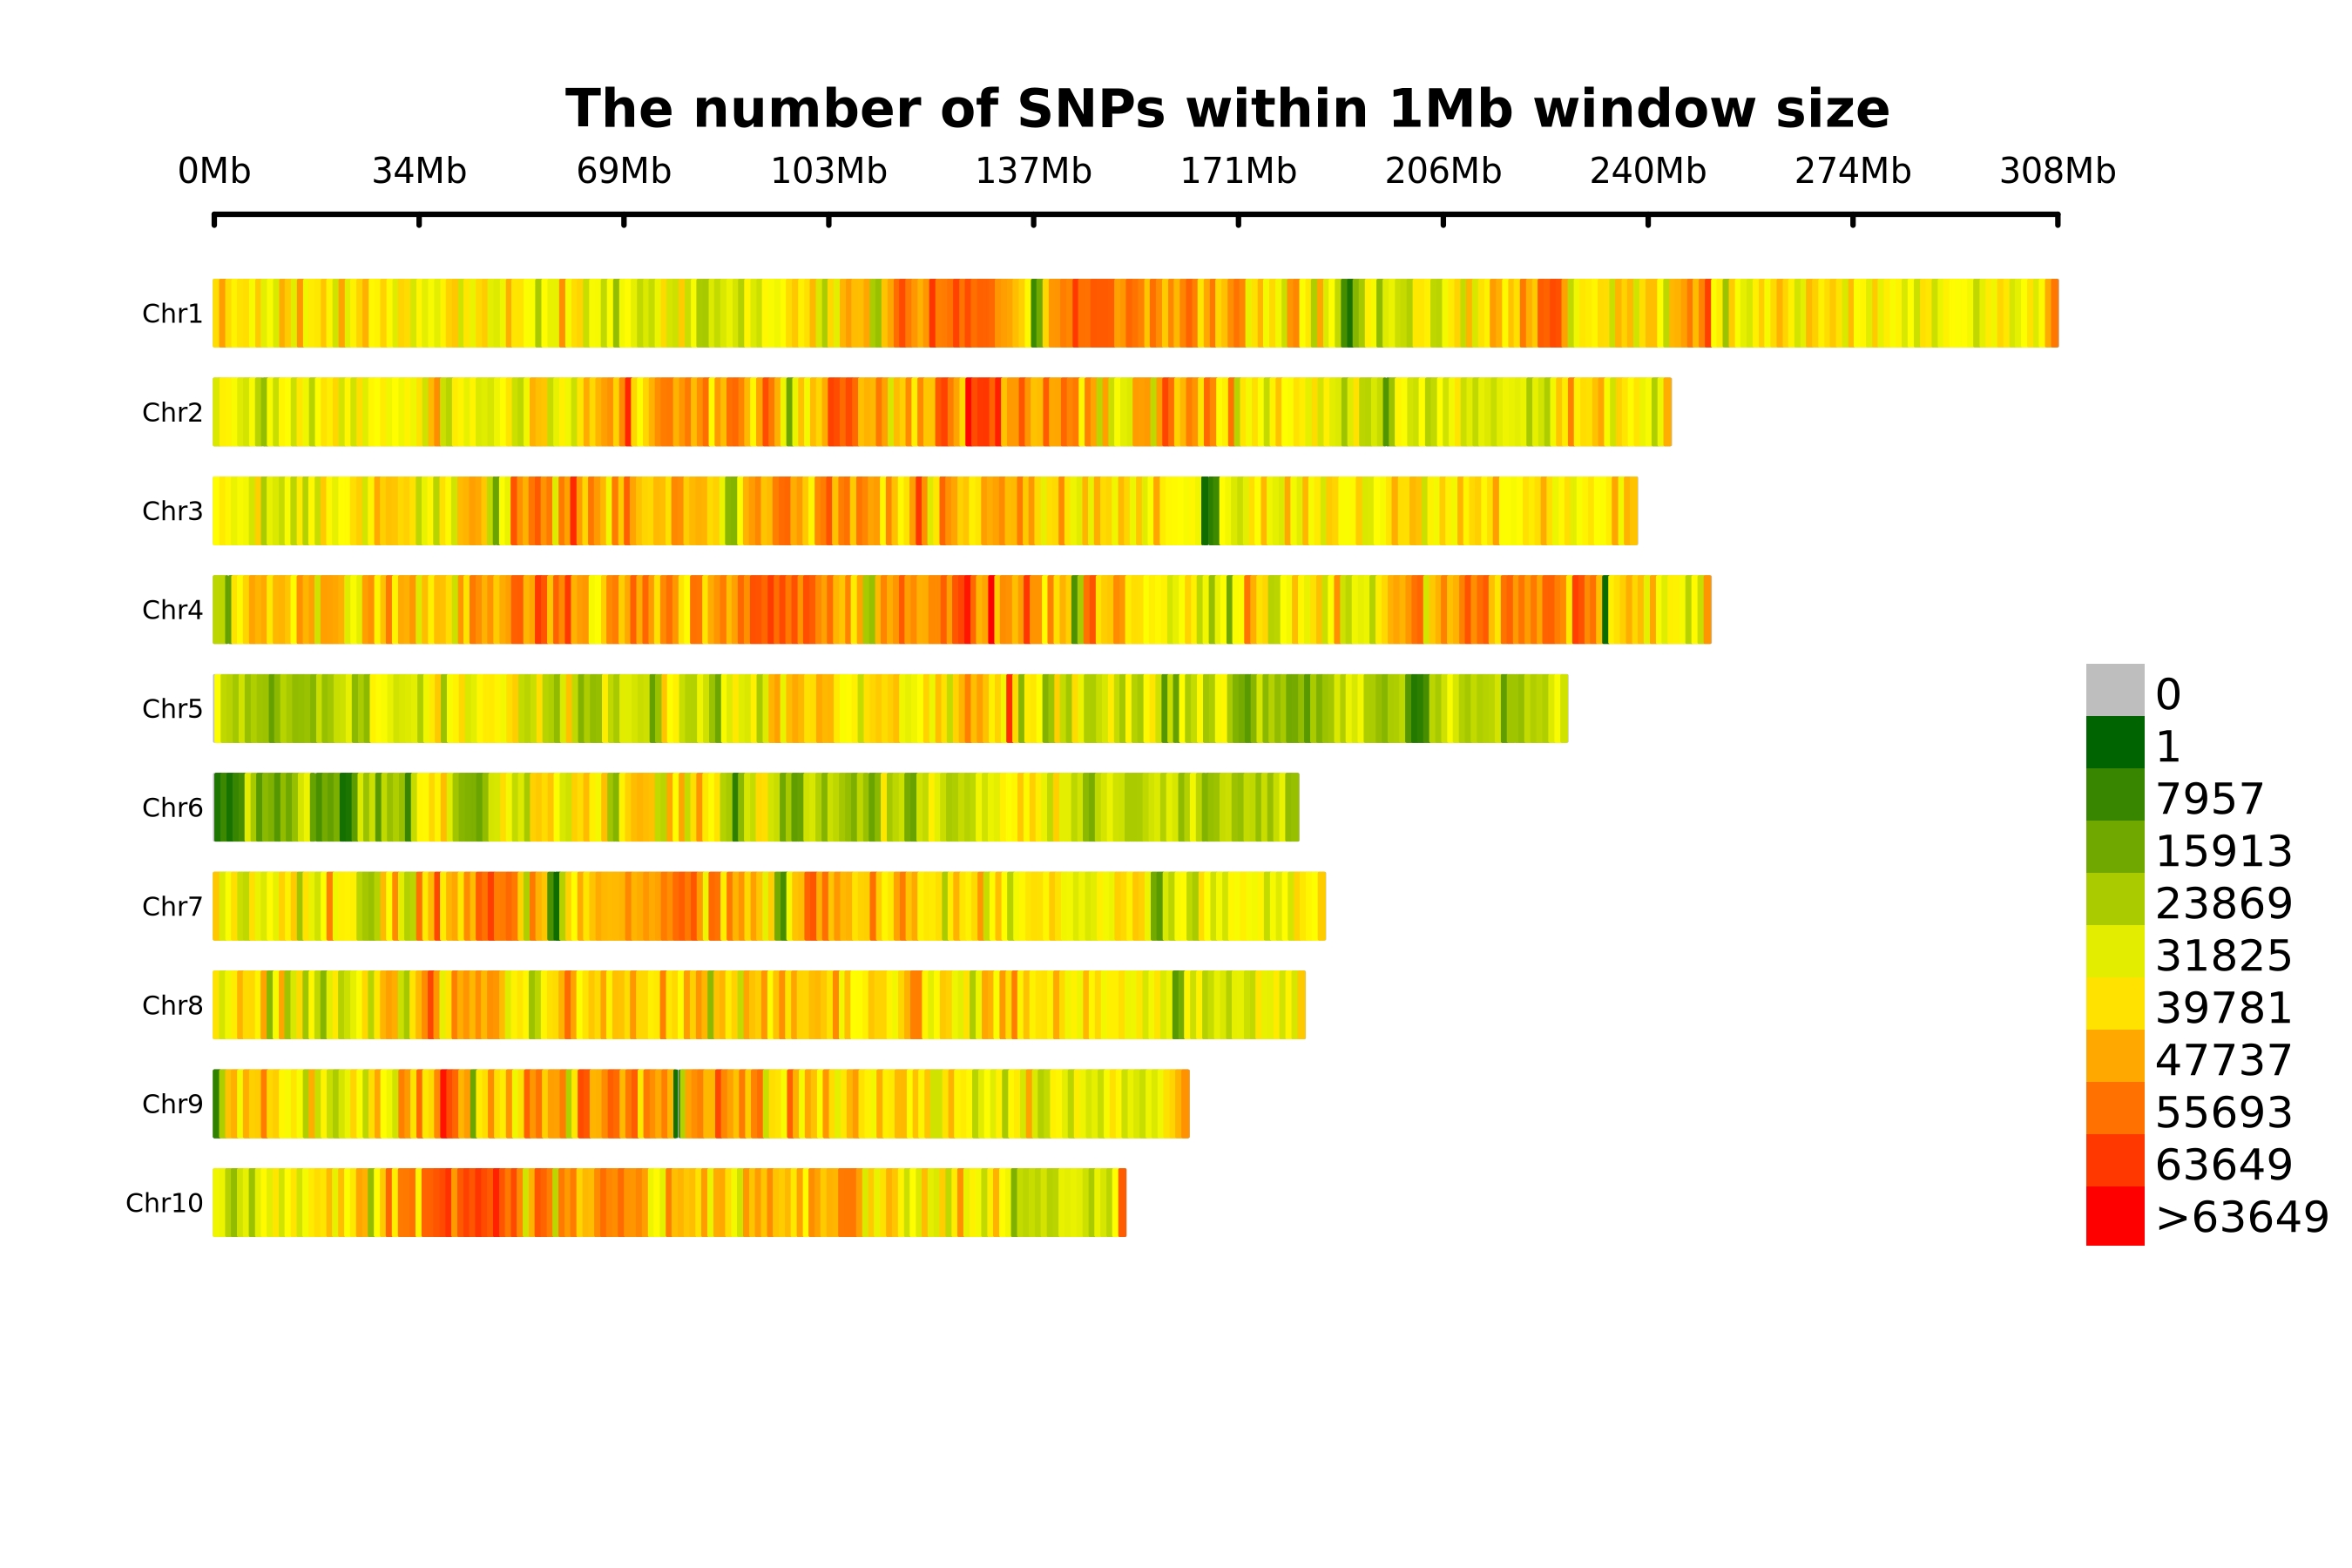 The number of SNPs within 1Mb window size
0Mb 34Mb 69Mb 103Mb 137Mb 171Mb 206Mb 240Mb 274Mb 308Mb
Chr1
Chr2
Chr3
Chr4
Chr5
Chr6
Chr7
Chr8
Chr9
Chr10
0
1
7957
15913
23869
31825
39781
47737
55693
63649
>63649